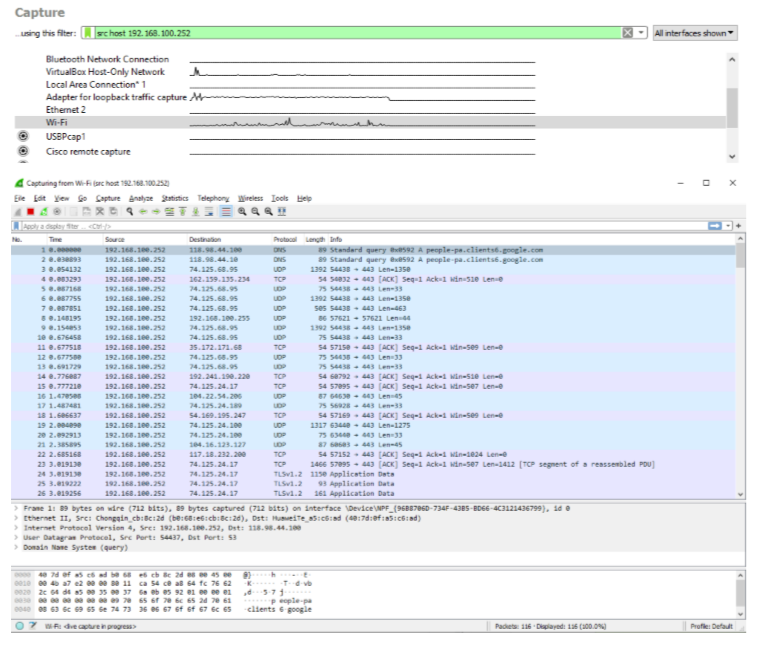 Capture
...using this filter: src host 192.168.100.252 All interfaces shown
Bluetooth Network Connection
VirtualBox Host-Only Network
Local Area Connection* 1
Adapter for loopback traffic capture
Ethernet 2
Wi-Fi
USBPcap1
Cisco remote capture
Capturing from Wi-Fi (src host 192.168.100.252)
File Edit View Go Capture Analyze Statistics Telephony Wireless Tools Help
Apply a display filter ... <Ctrl-/>
No. Time Source Destination Protocol Length Info
1 0.000000 192.168.100.252 118.98.44.100 DNS 89 Standard query 0x0592 A people-pa.clients6.google.com
2 0.030893 192.168.100.252 118.98.44.10 DNS 89 Standard query 0x0592 A people-pa.clients6.google.com
3 0.054132 192.168.100.252 74.125.68.95 UDP 1392 54438 → 443 Len=1350
4 0.083293 192.168.100.252 162.159.135.234 TCP 54 54032 → 443 [ACK] Seq=1 Ack=1 Win=510 Len=0
5 0.087168 192.168.100.252 74.125.68.95 UDP 75 54438 → 443 Len=33
6 0.087755 192.168.100.252 74.125.68.95 UDP 1392 54438 → 443 Len=1350
7 0.087851 192.168.100.252 74.125.68.95 UDP 505 54438 → 443 Len=463
8 0.148195 192.168.100.252 192.168.100.255 UDP 86 57621 → 57621 Len=44
9 0.154053 192.168.100.252 74.125.68.95 UDP 1392 54438 → 443 Len=1350
10 0.676458 192.168.100.252 74.125.68.95 UDP 75 54438 → 443 Len=33
11 0.677518 192.168.100.252 35.172.171.68 TCP 54 57150 → 443 [ACK] Seq=1 Ack=1 Win=509 Len=0
12 0.677580 192.168.100.252 74.125.68.95 UDP 75 54438 → 443 Len=33
13 0.691729 192.168.100.252 74.125.68.95 UDP 75 54438 → 443 Len=33
14 0.776087 192.168.100.252 192.241.190.220 TCP 54 60792 → 443 [ACK] Seq=1 Ack=1 Win=510 Len=0
15 0.777210 192.168.100.252 74.125.24.17 TCP 54 57095 → 443 [ACK] Seq=1 Ack=1 Win=507 Len=0
16 1.470508 192.168.100.252 104.22.54.206 UDP 87 64630 → 443 Len=45
17 1.487481 192.168.100.252 74.125.24.189 UDP 75 56928 → 443 Len=33
18 1.606637 192.168.100.252 54.169.195.247 TCP 54 57169 → 443 [ACK] Seq=1 Ack=1 Win=509 Len=0
19 2.004090 192.168.100.252 74.125.24.100 UDP 1317 63440 → 443 Len=1275
20 2.092913 192.168.100.252 74.125.24.100 UDP 75 63440 → 443 Len=33
21 2.385895 192.168.100.252 104.16.123.127 UDP 87 60603 → 443 Len=45
22 2.685168 192.168.100.252 117.18.232.200 TCP 54 57152 → 443 [ACK] Seq=1 Ack=1 Win=1024 Len=0
23 3.019130 192.168.100.252 74.125.24.17 TCP 1466 57095 → 443 [ACK] Seq=1 Ack=1 Win=507 Len=1412 [TCP segment of a reassembled PDU]
24 3.019130 192.168.100.252 74.125.24.17 TLSv1.2 1150 Application Data
25 3.019222 192.168.100.252 74.125.24.17 TLSv1.2 93 Application Data
26 3.019256 192.168.100.252 74.125.24.17 TLSv1.2 161 Application Data
> Frame 1: 89 bytes on wire (712 bits), 89 bytes captured (712 bits) on interface \Device\NPF_{96B8706D-734F-4385-8D66-4C3121436799}, id 0
> Ethernet II, Src: Chongqin_cb:8c:2d (b0:68:e6:cb:8c:2d), Dst: HuaweiTe_a5:c6:ad (40:7d:0f:a5:c6:ad)
> Internet Protocol Version 4, Src: 192.168.100.252, Dst: 118.98.44.100
> User Datagram Protocol, Src Port: 54437, Dst Port: 53
> Domain Name System (query)
0000 40 7d 0f a5 c6 ad b0 68 e6 cb 8c 2d 08 00 45 00 @}·····h ···-··E·
0010 00 4b a7 e2 00 00 80 11 ca 54 c0 a8 64 fc 76 62 ·K······ ·T··d·vb
0020 2c 64 d4 a5 00 35 00 37 6a 0b 05 92 01 00 00 01 ,d···5·7 j·······
0030 00 00 00 00 00 00 09 70 65 6f 70 6c 65 2d 70 61 ·······p eople-pa
0040 08 63 6c 69 65 6e 74 73 36 06 67 6f 6f 67 6c 65 ·clients 6·google
Wi-Fi: <live capture in progress> Packets: 116 · Displayed: 116 (100.0%) Profile: Default